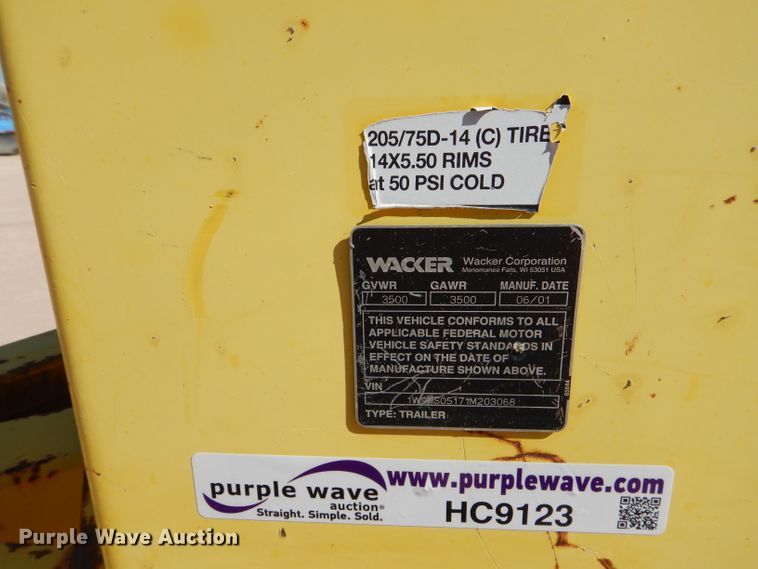 205/75D-14 (C) TIRE
14X5.50 RIMS
at 50 PSI COLD
WACKER Wacker Corporation
Menomonee Falls, WI 53051 USA
GVWR GAWR MANUF. DATE
3500 3500 06/01
THIS VEHICLE CONFORMS TO ALL
APPLICABLE FEDERAL MOTOR
VEHICLE SAFETY STANDARDS IN
EFFECT ON THE DATE OF
MANUFACTURE SHOWN ABOVE.
VIN
TYPE: TRAILER
purple wave
auction®
Straight. Simple. Sold.
www.purplewave.com
HC9123
Purple Wave Auction